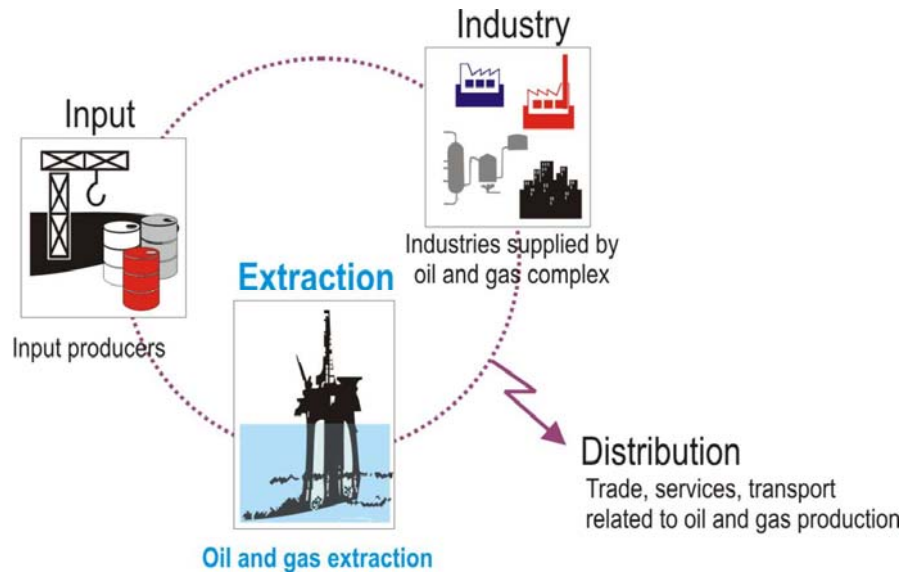 Industry
Input
Industries supplied by
oil and gas complex
Extraction
Input producers
Distribution
Trade, services, transport
related to oil and gas production
Oil and gas extraction